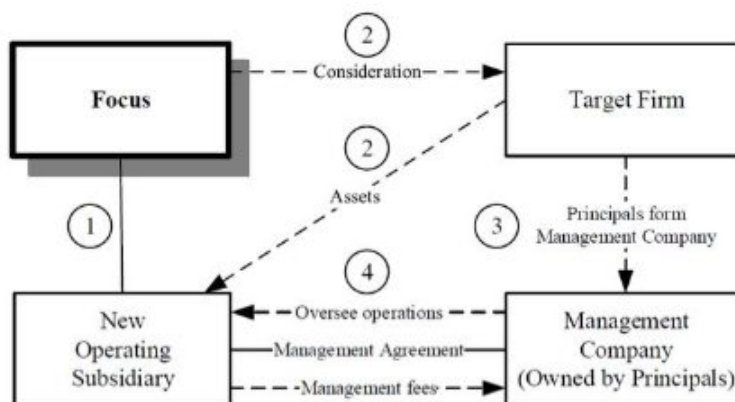 2
Consideration
Focus
Target Firm
2
Assets
1
3
Principals form
Management Company
4
New
Operating
Subsidiary
Oversee operations
Management Agreement
Management fees
Management
Company
(Owned by Principals)